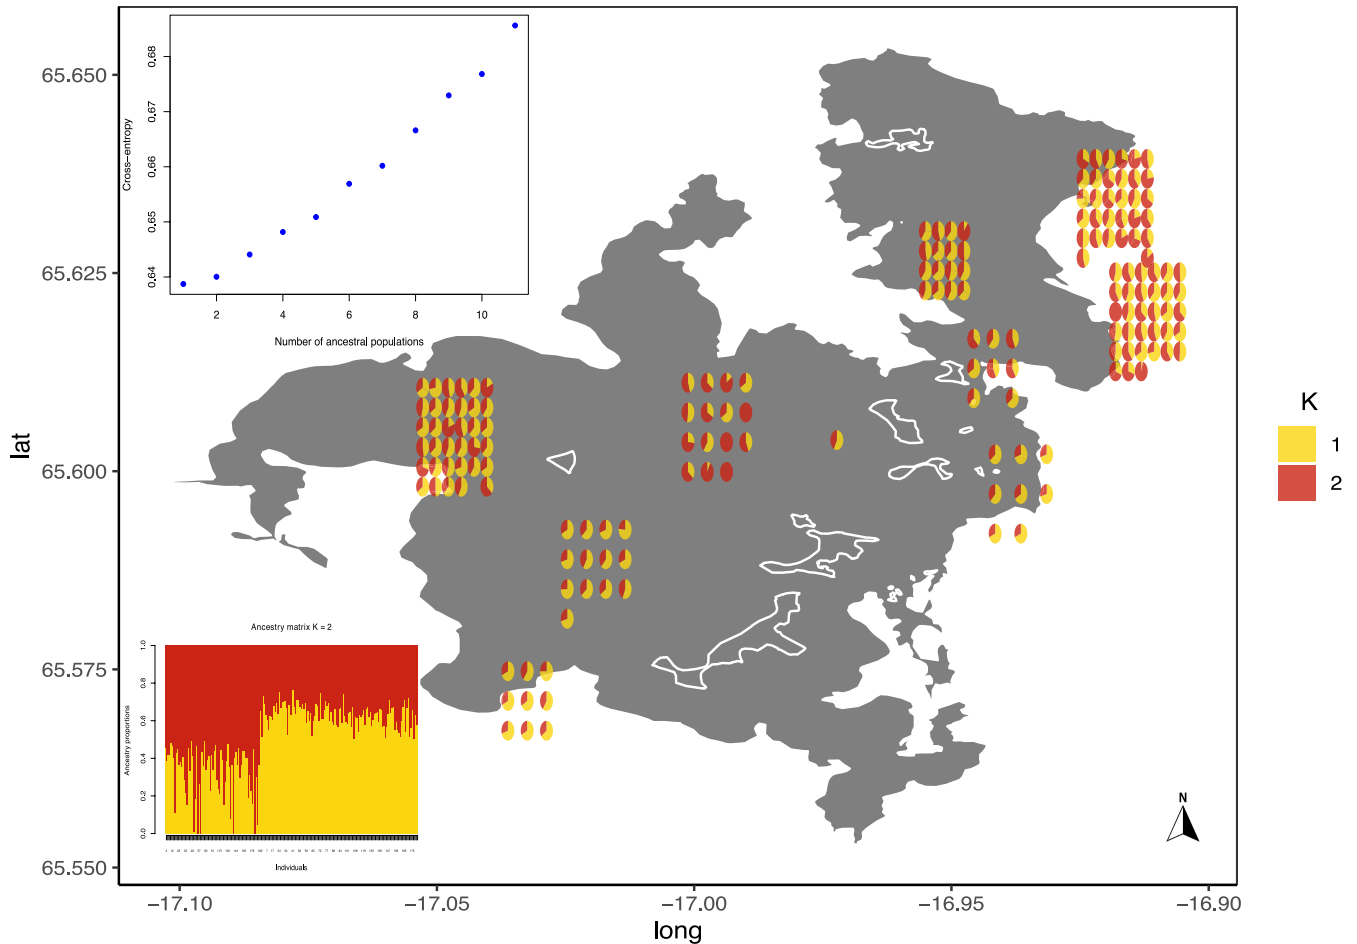 0.68
0.67
0.66
0.65
0.64
Cross−entropy
2 4 6 8 10
Number of ancestral populations
65.650
65.625
65.600
65.575
65.550
lat
K
1
2
Ancestry matrix K = 2
1.0
0.8
0.6
0.4
0.2
0.0
Ancestry proportions
Individuals
N
−17.10 −17.05 −17.00 −16.95 −16.90
long